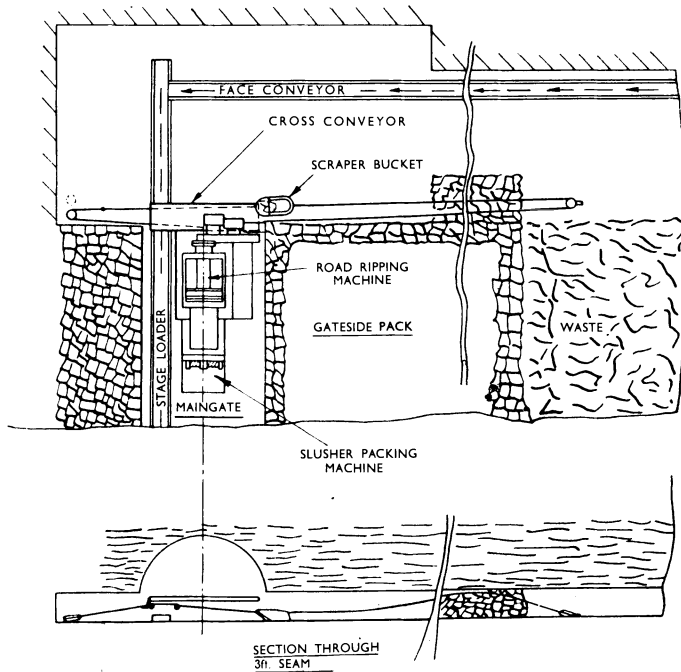 FACE CONVEYOR
CROSS CONVEYOR
SCRAPER BUCKET
ROAD RIPPING
MACHINE
GATESIDE PACK
WASTE
STAGE LOADER
MAINGATE
SLUSHER PACKING
MACHINE
SECTION THROUGH
3ft. SEAM